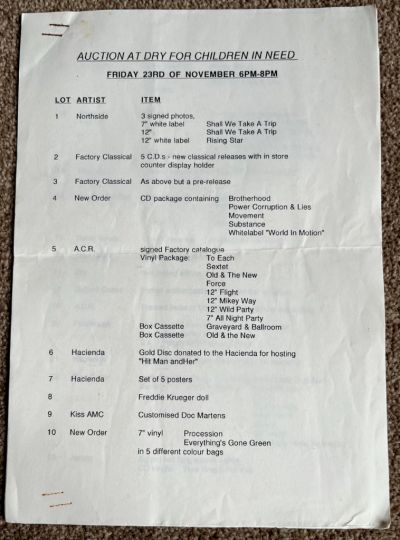 AUCTION AT DRY FOR CHILDREN IN NEED
FRIDAY 23RD OF NOVEMBER 6PM-8PM
LOT ARTIST ITEM
1 Northside 3 signed photos,
7" white label Shall We Take A Trip
12" Shall We Take A Trip
12" white label Rising Star
2 Factory Classical 5 C.D.s - new classical releases with in store
counter display holder
3 Factory Classical As above but a pre-release
4 New Order CD package containing Brotherhood
Power Corruption & Lies
Movement
Substance
Whitelabel "World In Motion"
5 A.C.R. signed Factory catalogue
Vinyl Package: To Each
Sextet
Old & The New
Force
12" Flight
12" Mikey Way
12" Wild Party
7" All Night Party
Box Cassette Graveyard & Ballroom
Box Cassette Old & the New
6 Hacienda Gold Disc donated to the Hacienda for hosting
"Hit Man andHer"
7 Hacienda Set of 5 posters
8 Freddie Krueger doll
9 Kiss AMC Customised Doc Martens
10 New Order 7" vinyl Procession
Everything's Gone Green
in 5 different colour bags